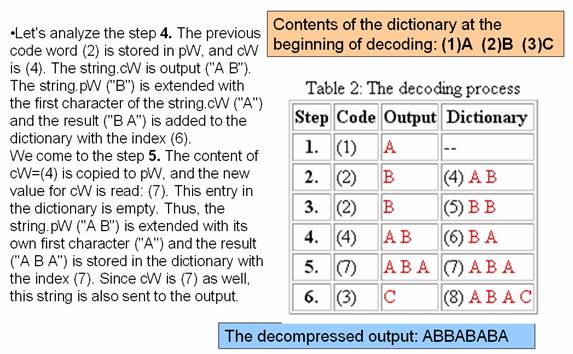 •Let's analyze the step 4. The previous
code word (2) is stored in pW, and cW
is (4). The string.cW is output ("A B").
The string.pW ("B") is extended with
the first character of the string.cW ("A")
and the result ("B A") is added to the
dictionary with the index (6).
We come to the step 5. The content of
cW=(4) is copied to pW, and the new
value for cW is read: (7). This entry in
the dictionary is empty. Thus, the
string.pW ("A B") is extended with its
own first character ("A") and the result
("A B A") is stored in the dictionary with
the index (7). Since cW is (7) as well,
this string is also sent to the output.
Contents of the dictionary at the
beginning of decoding: (1)A (2)B (3)C
Table 2: The decoding process
Step Code Output Dictionary
1. (1) A --
2. (2) B (4) A B
3. (2) B (5) B B
4. (4) A B (6) B A
5. (7) A B A (7) A B A
6. (3) C (8) A B A C
The decompressed output: ABBABABA